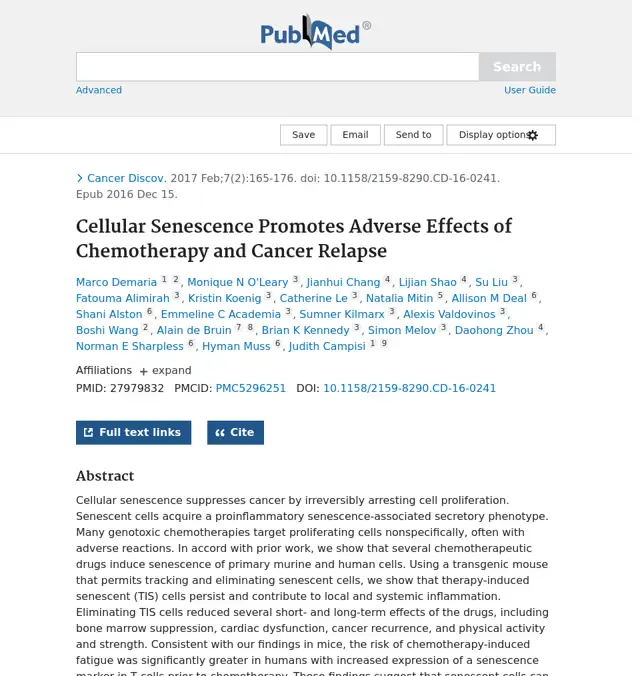 PubMed®
Search
Advanced
User Guide
Save
Email
Send to
Display options
Cancer Discov. 2017 Feb;7(2):165-176. doi: 10.1158/2159-8290.CD-16-0241.
Epub 2016 Dec 15.
Cellular Senescence Promotes Adverse Effects of
Chemotherapy and Cancer Relapse
Marco Demaria 1 2, Monique N O'Leary 3, Jianhui Chang 4, Lijian Shao 4, Su Liu 3,
Fatouma Alimirah 3, Kristin Koenig 3, Catherine Le 3, Natalia Mitin 5, Allison M Deal 6,
Shani Alston 6, Emmeline C Academia 3, Sumner Kilmarx 3, Alexis Valdovinos 3,
Boshi Wang 2, Alain de Bruin 7 8, Brian K Kennedy 3, Simon Melov 3, Daohong Zhou 4,
Norman E Sharpless 6, Hyman Muss 6, Judith Campisi 1 9
Affiliations + expand
PMID: 27979832 PMCID: PMC5296251 DOI: 10.1158/2159-8290.CD-16-0241
Full text links
Cite
Abstract
Cellular senescence suppresses cancer by irreversibly arresting cell proliferation.
Senescent cells acquire a proinflammatory senescence-associated secretory phenotype.
Many genotoxic chemotherapies target proliferating cells nonspecifically, often with
adverse reactions. In accord with prior work, we show that several chemotherapeutic
drugs induce senescence of primary murine and human cells. Using a transgenic mouse
that permits tracking and eliminating senescent cells, we show that therapy-induced
senescent (TIS) cells persist and contribute to local and systemic inflammation.
Eliminating TIS cells reduced several short- and long-term effects of the drugs, including
bone marrow suppression, cardiac dysfunction, cancer recurrence, and physical activity
and strength. Consistent with our findings in mice, the risk of chemotherapy-induced
fatigue was significantly greater in humans with increased expression of a senescence
marker in T cells prior to chemotherapy. These findings suggest that senescent cells can